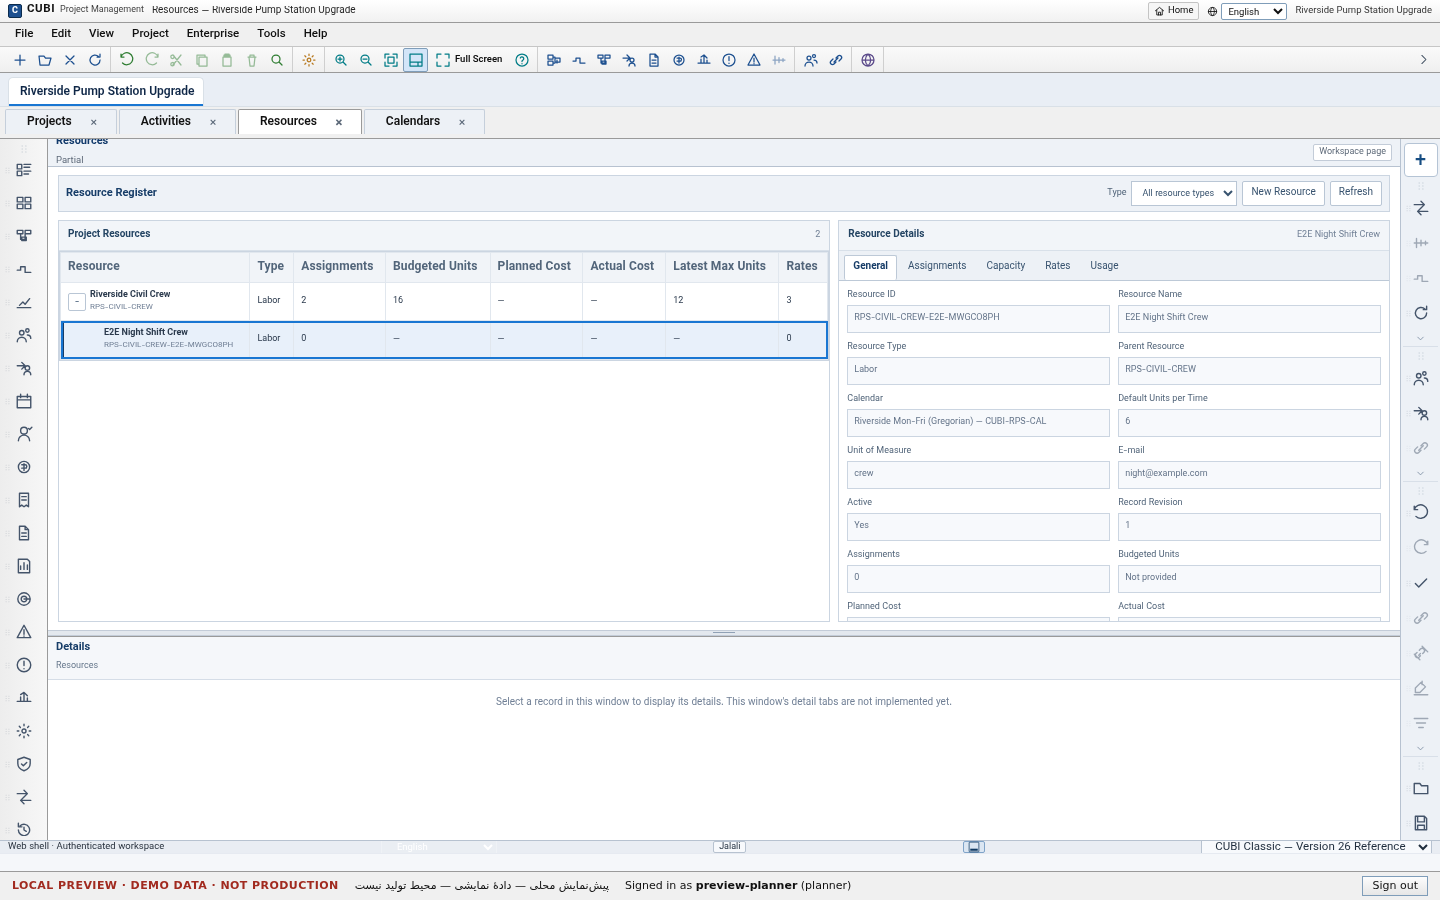 CUBI Project Management Resources — Riverside Pump Station Upgrade Home English Riverside Pump Station Upgrade
File Edit View Project Enterprise Tools Help
Full Screen
Riverside Pump Station Upgrade
Projects × Activities × Resources × Calendars ×
Resources
Partial
Workspace page
Resource Register Type All resource types New Resource Refresh
Project Resources 2
Resource Type Assignments Budgeted Units Planned Cost Actual Cost Latest Max Units Rates
- Riverside Civil Crew Labor 2 16 — — 12 3
RPS-CIVIL-CREW
E2E Night Shift Crew Labor 0 — — — — 0
RPS-CIVIL-CREW-E2E-MWGCO8PH
Resource Details E2E Night Shift Crew
General Assignments Capacity Rates Usage
Resource ID Resource Name
RPS-CIVIL-CREW-E2E-MWGCO8PH E2E Night Shift Crew
Resource Type Parent Resource
Labor RPS-CIVIL-CREW
Calendar Default Units per Time
Riverside Mon-Fri (Gregorian) — CUBI-RPS-CAL 6
Unit of Measure E-mail
crew night@example.com
Active Record Revision
Yes 1
Assignments Budgeted Units
0 Not provided
Planned Cost Actual Cost
Details
Resources
Select a record in this window to display its details. This window's detail tabs are not implemented yet.
Web shell · Authenticated workspace English Jalali CUBI Classic — Version 26 Reference
LOCAL PREVIEW · DEMO DATA · NOT PRODUCTION پیش‌نمایش محلی — دادهٔ نمایشی — محیط تولید نیست Signed in as preview-planner (planner) Sign out